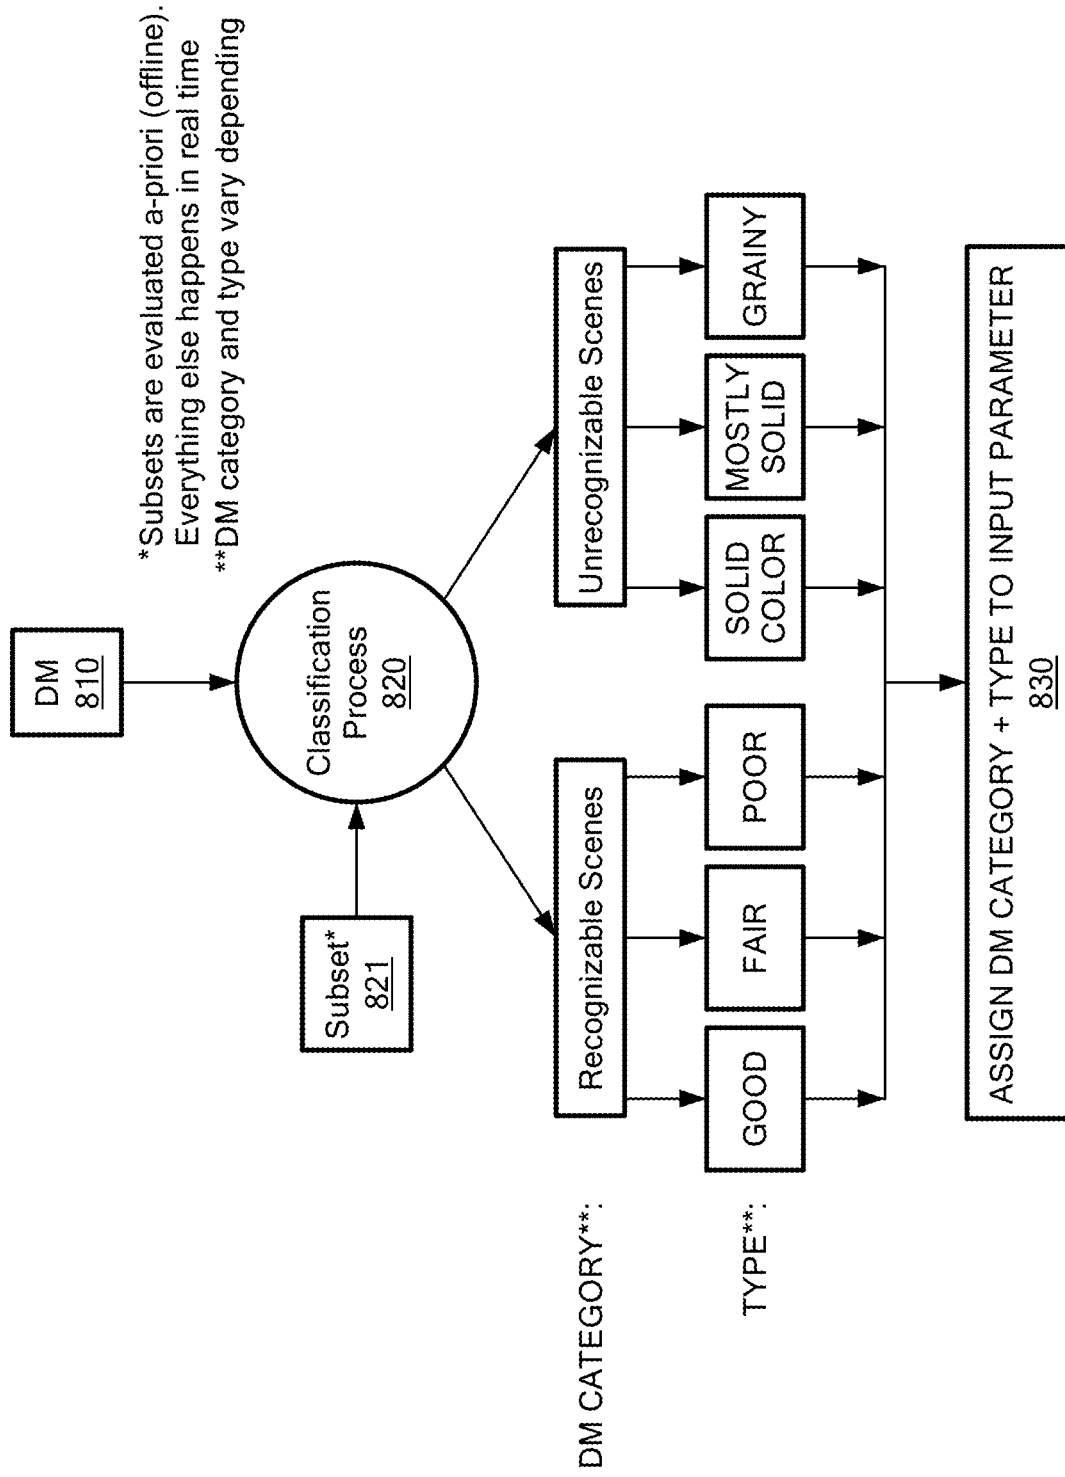 *Subsets are evaluated a-priori (offline).
Everything else happens in real time
**DM category and type vary depending
DM
810
Subset*
821
Classification
Process
820
DM CATEGORY**:
Recognizable Scenes
Unrecognizable Scenes
TYPE**:
GOOD
FAIR
POOR
SOLID
COLOR
MOSTLY
SOLID
GRAINY
ASSIGN DM CATEGORY + TYPE TO INPUT PARAMETER
830